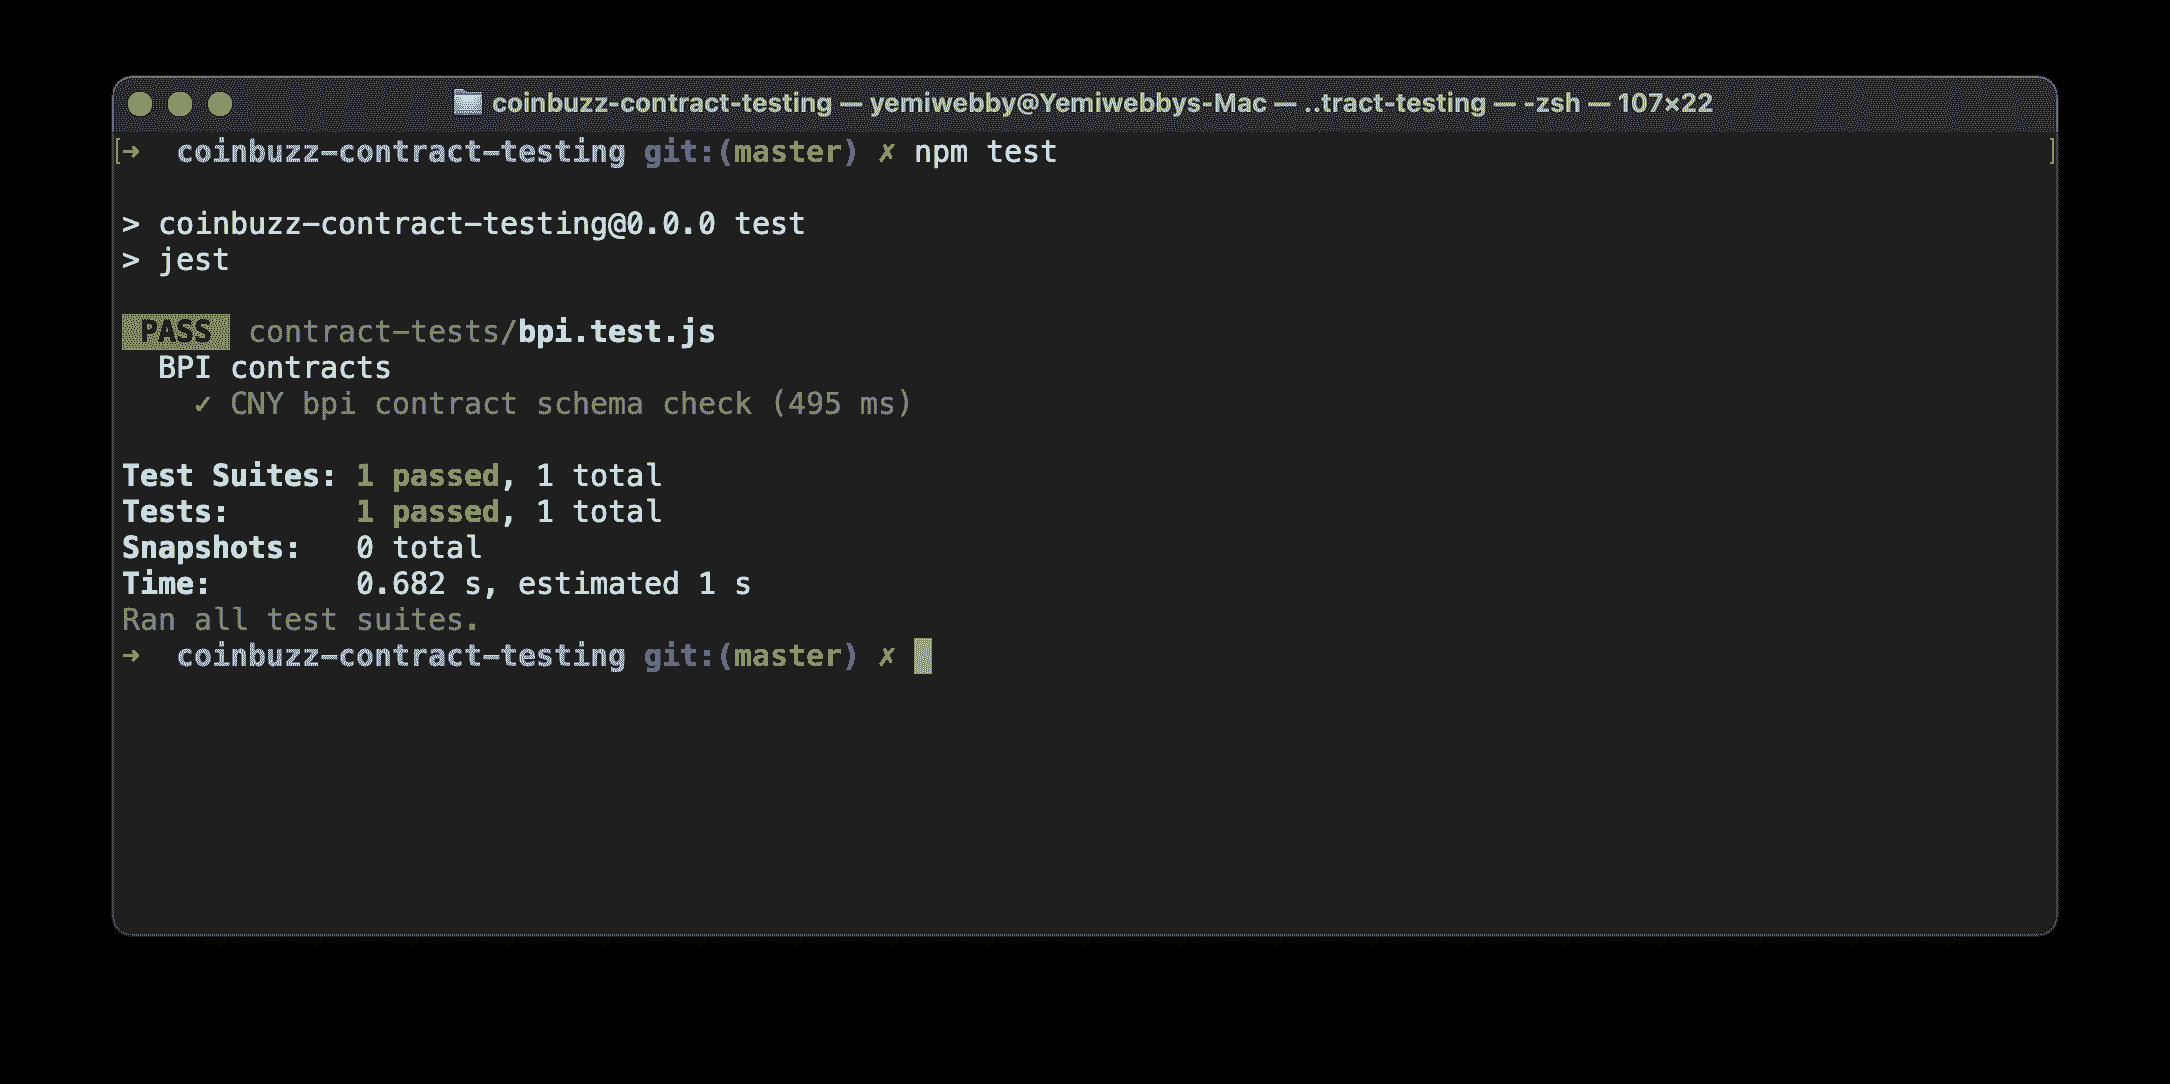 coinbuzz-contract-testing — yemiwebby@Yemiwebbys-Mac — ..tract-testing — -zsh — 107×22
[➜  coinbuzz-contract-testing git:(master) ✗ npm test ]
> coinbuzz-contract-testing@0.0.0 test
> jest
PASS contract-tests/bpi.test.js
BPI contracts
✓ CNY bpi contract schema check (495 ms)
Test Suites: 1 passed, 1 total
Tests:       1 passed, 1 total
Snapshots:   0 total
Time:        0.682 s, estimated 1 s
Ran all test suites.
➜  coinbuzz-contract-testing git:(master) ✗